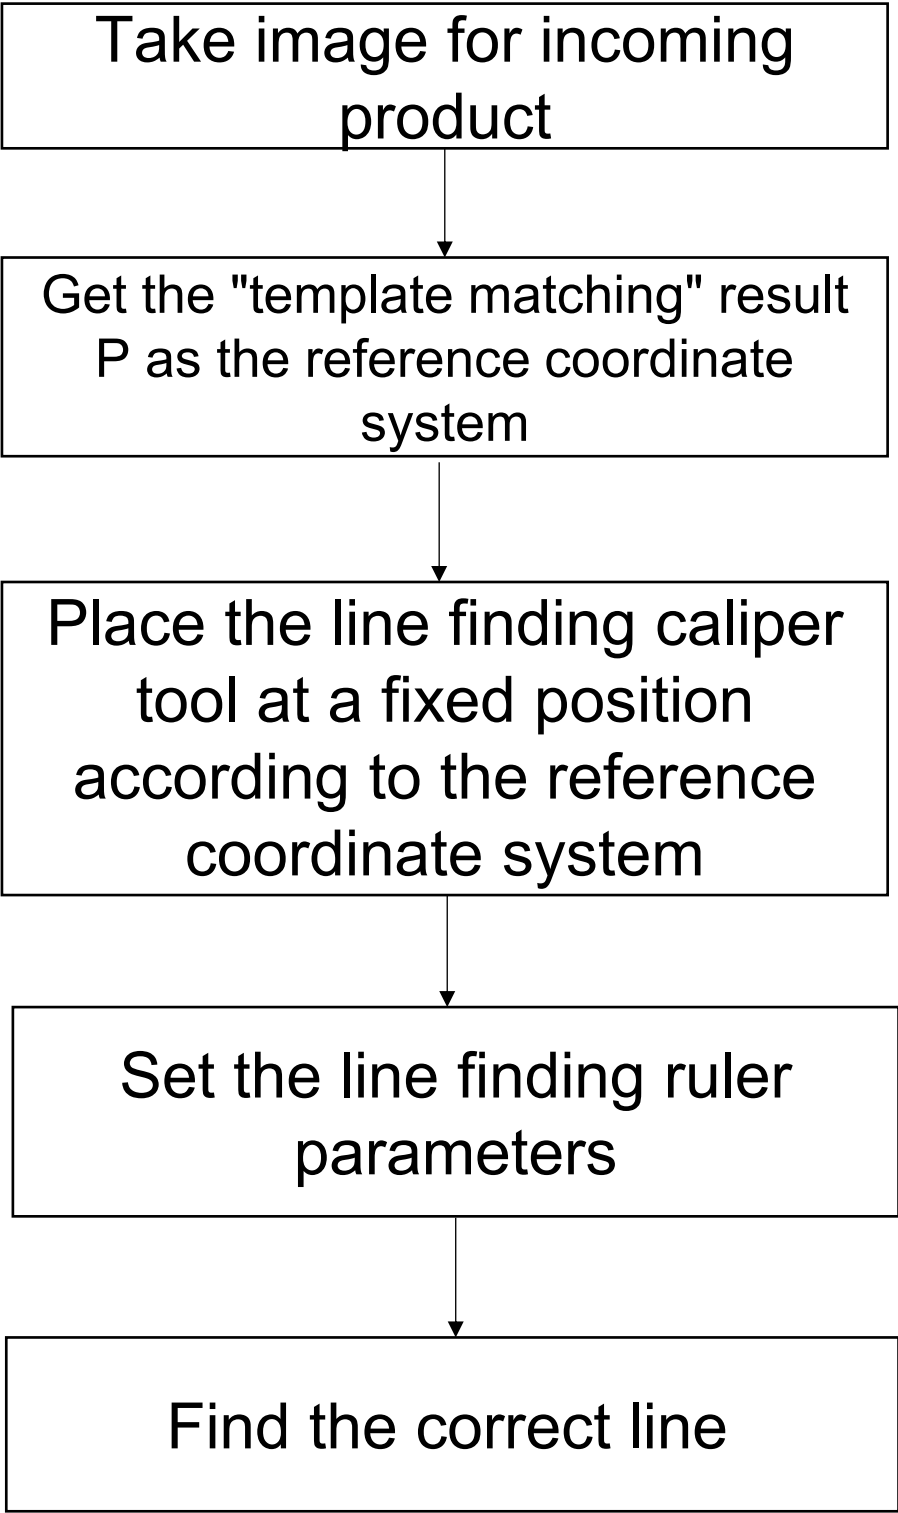 Take image for incoming
product
Get the "template matching" result
P as the reference coordinate
system
Place the line finding caliper
tool at a fixed position
according to the reference
coordinate system
Set the line finding ruler
parameters
Find the correct line